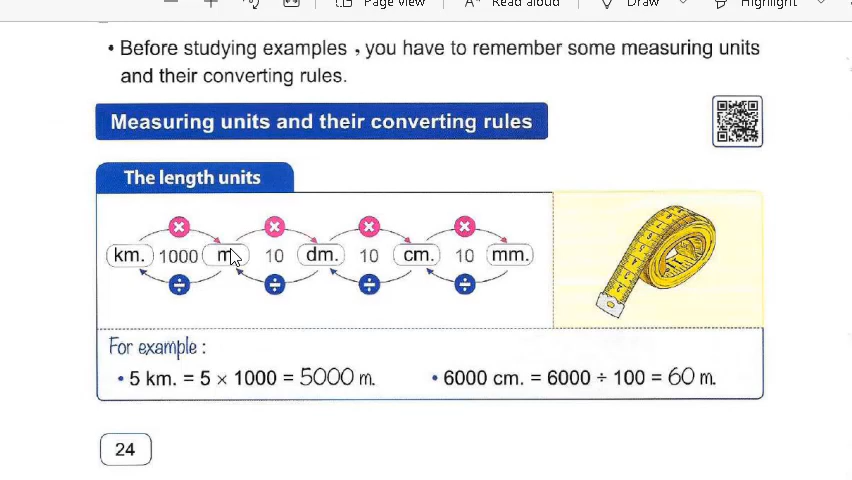 Page view
Read aloud
Draw
Highlight
• Before studying examples , you have to remember some measuring units
and their converting rules.
Measuring units and their converting rules
The length units
× × × ×
km. 1000 m 10 dm. 10 cm. 10 mm.
÷ ÷ ÷ ÷
For example :
• 5 km. = 5 × 1000 = 5000 m.
• 6000 cm. = 6000 ÷ 100 = 60 m.
24